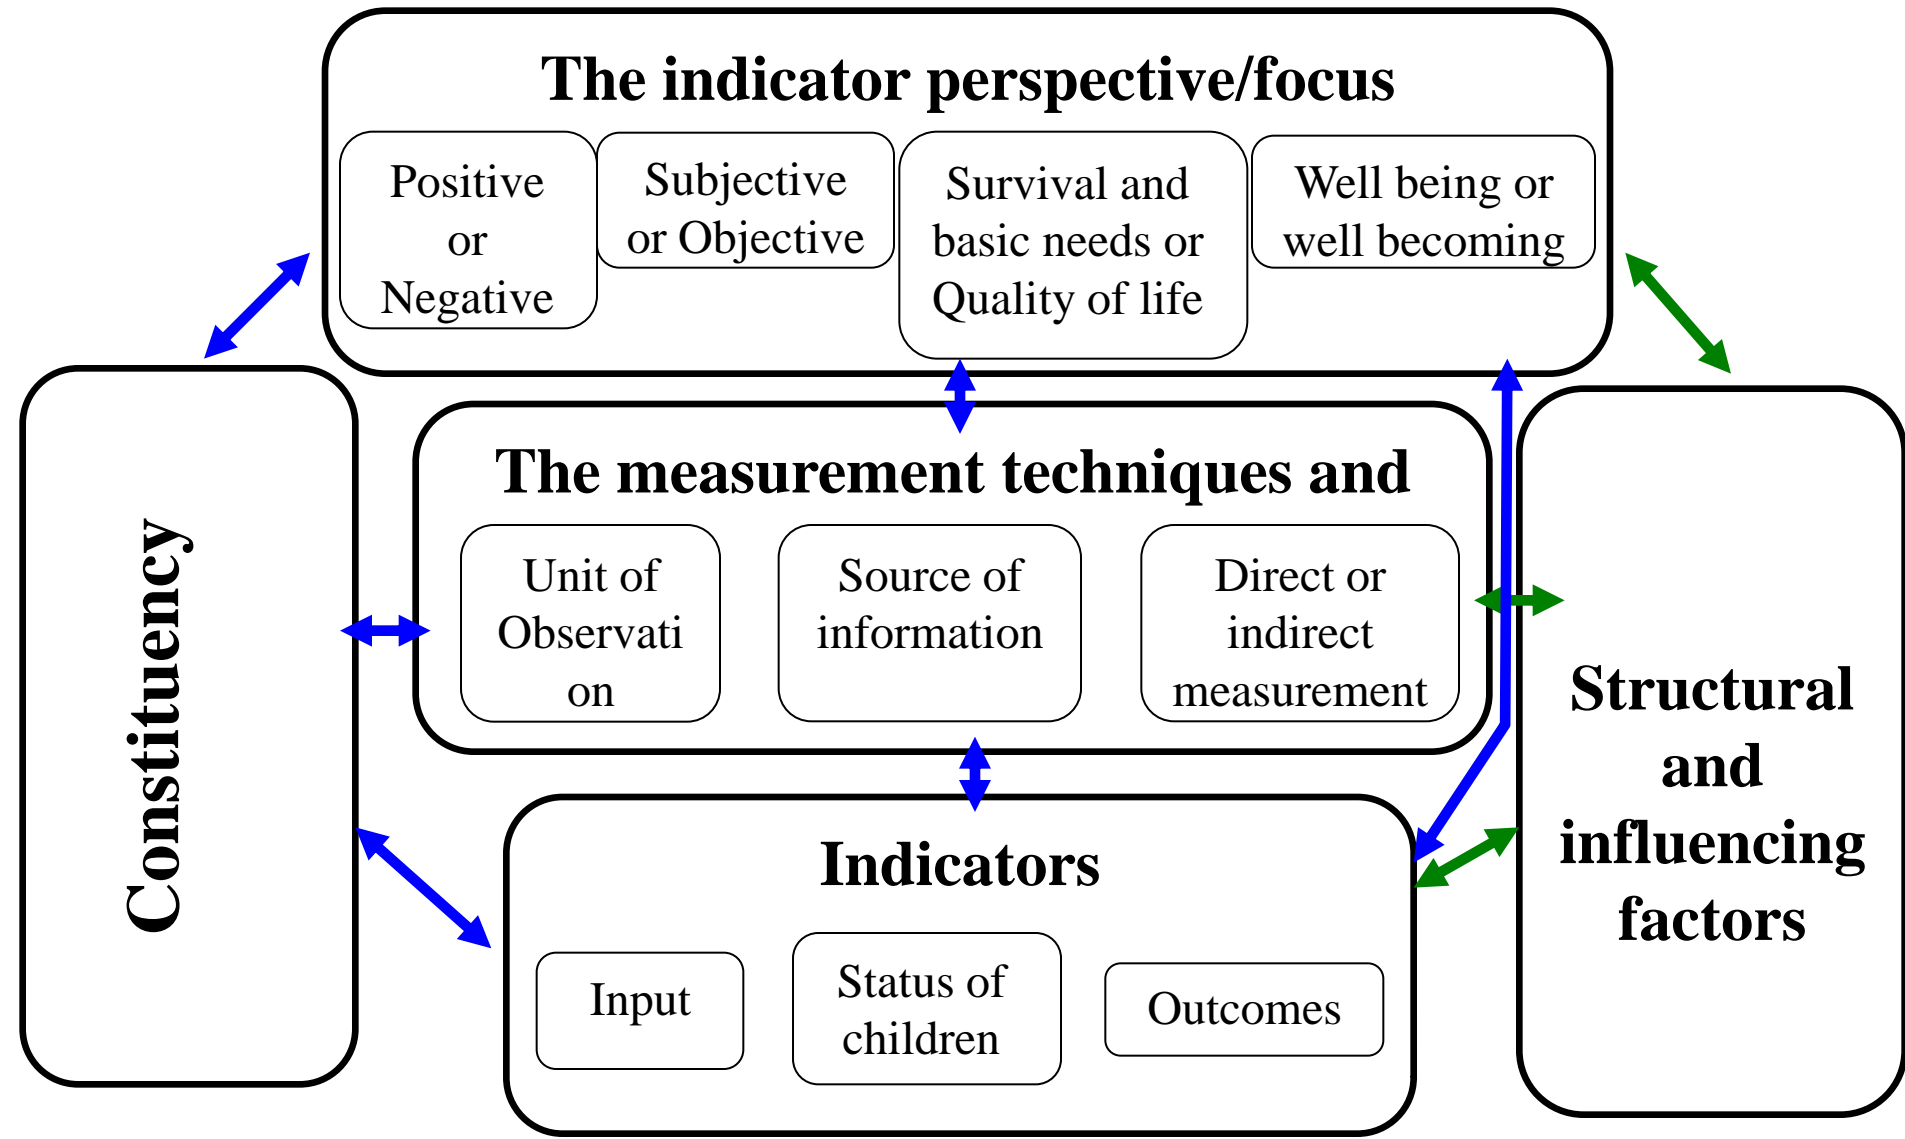 The indicator perspective/focus
Positive
or
Negative
Subjective
or Objective
Survival and
basic needs or
Quality of life
Well being or
well becoming
Constituency
The measurement techniques and
Unit of
Observati
on
Source of
information
Direct or
indirect
measurement
Structural
and
influencing
factors
Indicators
Input
Status of
children
Outcomes